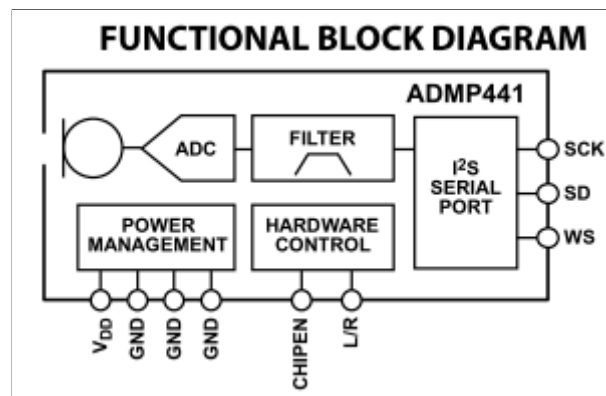 FUNCTIONAL BLOCK DIAGRAM
ADMP441
ADC
FILTER
I²S
SERIAL
PORT
SCK
SD
WS
POWER
MANAGEMENT
HARDWARE
CONTROL
VDD
GND
GND
GND
CHIPEN
L/R